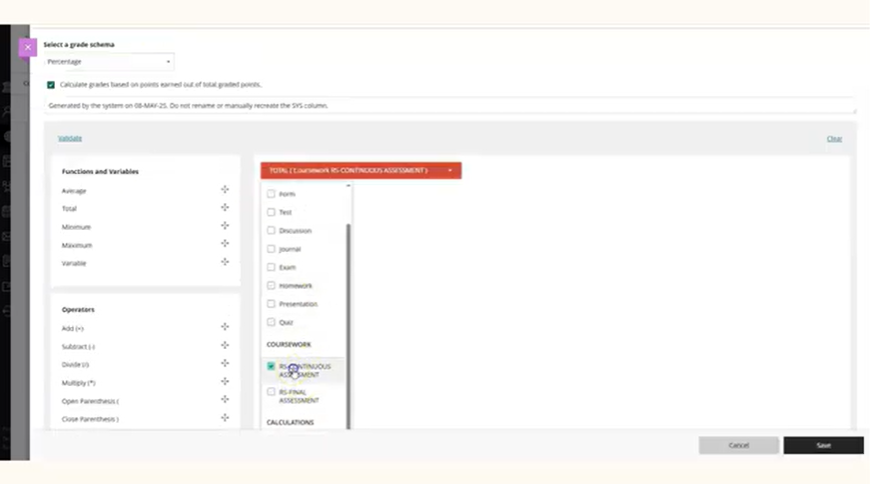 Select a grade schema
Percentage
Calculate grades based on points earned out of total graded points.
Generated by the system on 08-MAY-25. Do not rename or manually recreate the SYS column.
Validate
Clear
Functions and Variables
Average
Total
Minimum
Maximum
Variable
Operators
Add (+)
Subtract (-)
Divide (/)
Multiply (*)
Open Parenthesis (
Close Parenthesis )
TOTAL ( Coursework RS-CONTINUOUS ASSESSMENT )
Form
Test
Discussion
Journal
Exam
Homework
Presentation
Quiz
COURSEWORK
RS-CONTINUOUS
ASSESSMENT
RS-FINAL
ASSESSMENT
CALCULATIONS
Cancel
Save